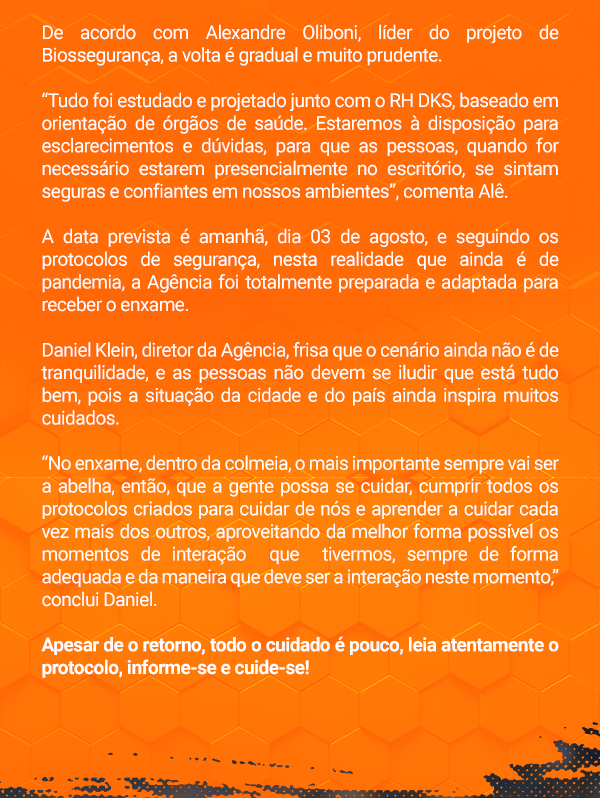 De acordo com Alexandre Oliboni, líder do projeto de
Biossegurança, a volta é gradual e muito prudente.
“Tudo foi estudado e projetado junto com o RH DKS, baseado em
orientação de órgãos de saúde. Estaremos à disposição para
esclarecimentos e dúvidas, para que as pessoas, quando for
necessário estarem presencialmente no escritório, se sintam
seguras e confiantes em nossos ambientes”, comenta Alê.
A data prevista é amanhã, dia 03 de agosto, e seguindo os
protocolos de segurança, nesta realidade que ainda é de
pandemia, a Agência foi totalmente preparada e adaptada para
receber o enxame.
Daniel Klein, diretor da Agência, frisa que o cenário ainda não é de
tranquilidade, e as pessoas não devem se iludir que está tudo
bem, pois a situação da cidade e do país ainda inspira muitos
cuidados.
“No enxame, dentro da colmeia, o mais importante sempre vai ser
a abelha, então, que a gente possa se cuidar, cumprir todos os
protocolos criados para cuidar de nós e aprender a cuidar cada
vez mais dos outros, aproveitando da melhor forma possível os
momentos de interação que tivermos, sempre de forma
adequada e da maneira que deve ser a interação neste momento,”
conclui Daniel.
Apesar de o retorno, todo o cuidado é pouco, leia atentamente o
protocolo, informe-se e cuide-se!